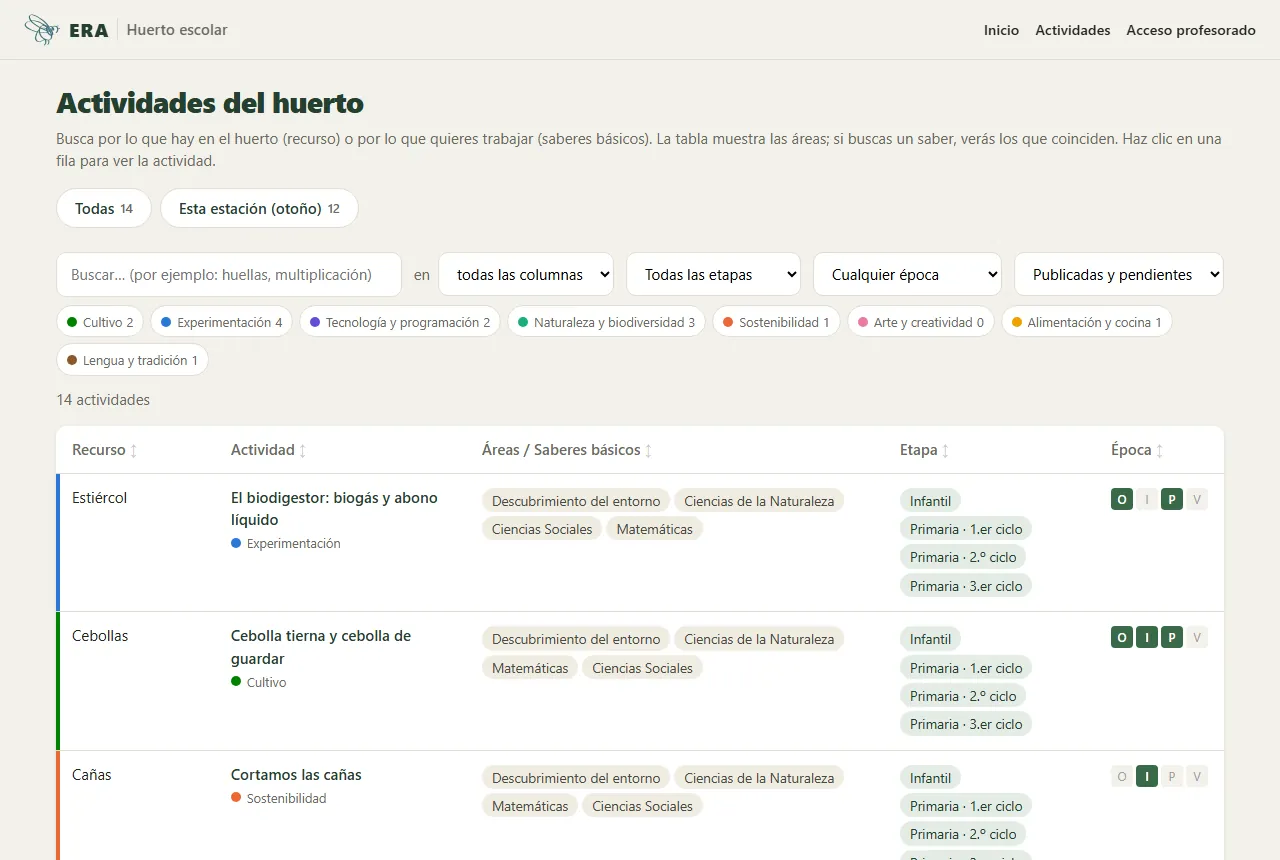 ERA Huerto escolar Inicio Actividades Acceso profesorado
Actividades del huerto
Busca por lo que hay en el huerto (recurso) o por lo que quieres trabajar (saberes básicos). La tabla muestra las áreas; si buscas un saber, verás los que coinciden. Haz clic en una
fila para ver la actividad.
Todas 14 Esta estación (otoño) 12
Buscar... (por ejemplo: huellas, multiplicación) en todas las columnas Todas las etapas Cualquier época Publicadas y pendientes
Cultivo 2 Experimentación 4 Tecnología y programación 2 Naturaleza y biodiversidad 3 Sostenibilidad 1 Arte y creatividad 0 Alimentación y cocina 1
Lengua y tradición 1
14 actividades
Recurso ↕ Actividad ↕ Áreas / Saberes básicos ↕ Etapa ↕ Época ↕
Estiércol
El biodigestor: biogás y abono
líquido
Experimentación
Descubrimiento del entorno Ciencias de la Naturaleza
Ciencias Sociales Matemáticas
Infantil
Primaria · 1.er ciclo
Primaria · 2.º ciclo
Primaria · 3.er ciclo
O I P V
Cebollas
Cebolla tierna y cebolla de
guardar
Cultivo
Descubrimiento del entorno Ciencias de la Naturaleza
Matemáticas Ciencias Sociales
Infantil
Primaria · 1.er ciclo
Primaria · 2.º ciclo
Primaria · 3.er ciclo
O I P V
Cañas
Cortamos las cañas
Sostenibilidad
Descubrimiento del entorno Ciencias de la Naturaleza
Matemáticas Ciencias Sociales
Infantil
Primaria · 1.er ciclo
Primaria · 2.º ciclo
O I P V